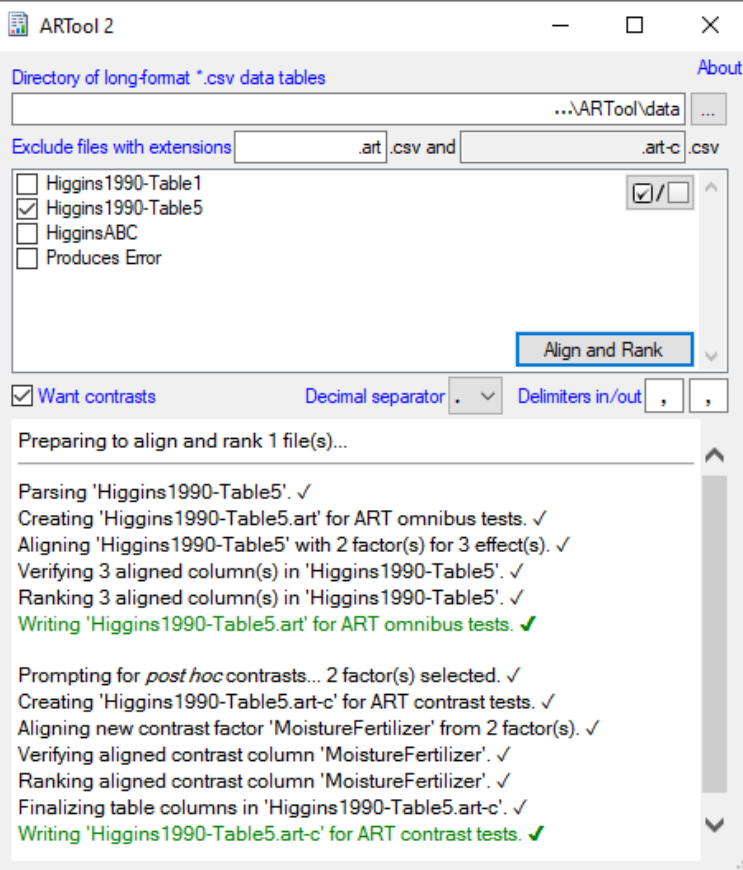 ARTool 2
About
Directory of long-format *.csv data tables
...\ARTool\data ...
Exclude files with extensions .art .csv and .art-c .csv
Higgins1990-Table1
Higgins1990-Table5
HigginsABC
Produces Error
/
Align and Rank
Want contrasts Decimal separator . Delimiters in/out , ,
Preparing to align and rank 1 file(s)...
Parsing 'Higgins1990-Table5'. ✓
Creating 'Higgins1990-Table5.art' for ART omnibus tests. ✓
Aligning 'Higgins1990-Table5' with 2 factor(s) for 3 effect(s). ✓
Verifying 3 aligned column(s) in 'Higgins1990-Table5'. ✓
Ranking 3 aligned column(s) in 'Higgins1990-Table5'. ✓
Writing 'Higgins1990-Table5.art' for ART omnibus tests. ✔
Prompting for post hoc contrasts... 2 factor(s) selected. ✓
Creating 'Higgins1990-Table5.art-c' for ART contrast tests. ✓
Aligning new contrast factor 'MoistureFertilizer' from 2 factor(s). ✓
Verifying aligned contrast column 'MoistureFertilizer'. ✓
Ranking aligned contrast column 'MoistureFertilizer'. ✓
Finalizing table columns in 'Higgins1990-Table5.art-c'. ✓
Writing 'Higgins1990-Table5.art-c' for ART contrast tests. ✔